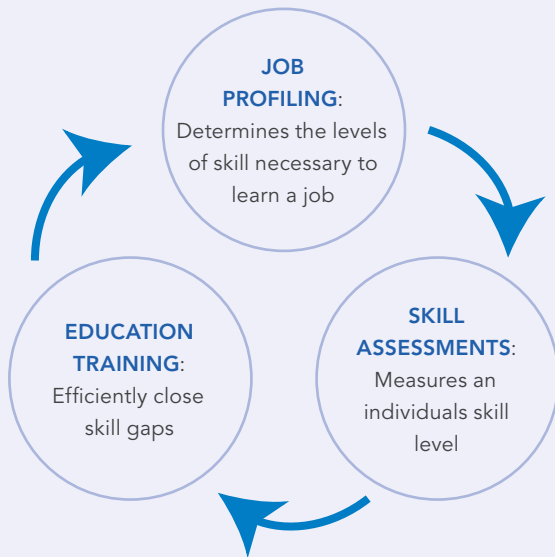 JOB
PROFILING:
Determines the levels
of skill necessary to
learn a job
SKILL
ASSESSMENTS:
Measures an
individuals skill
level
EDUCATION
TRAINING:
Efficiently close
skill gaps